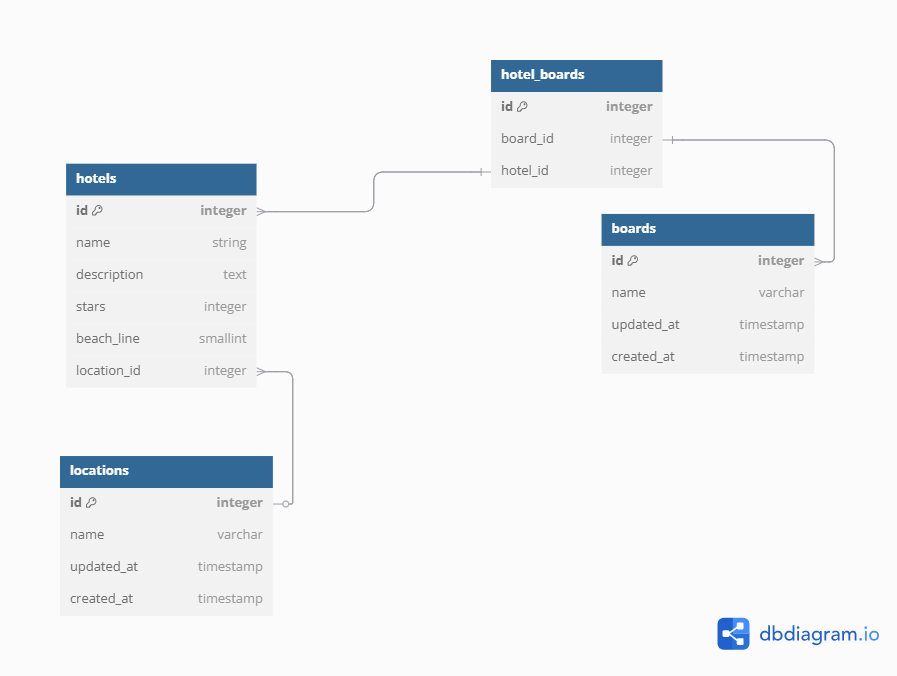 hotel_boards
id integer
board_id integer
hotel_id integer
hotels
id integer
name string
description text
stars integer
beach_line smallint
location_id integer
boards
id integer
name varchar
updated_at timestamp
created_at timestamp
locations
id integer
name varchar
updated_at timestamp
created_at timestamp
dbdiagram.io